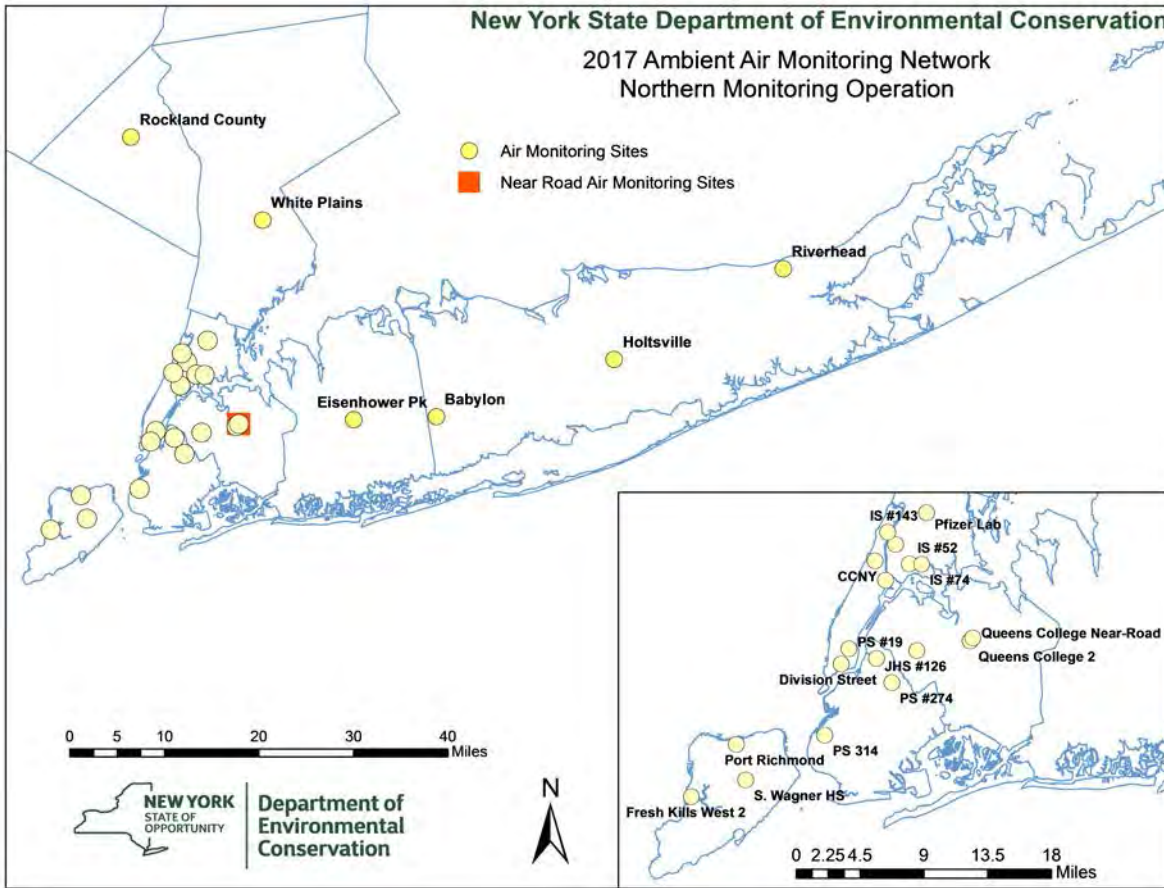 New York State Department of Environmental Conservation
2017 Ambient Air Monitoring Network
Northern Monitoring Operation
Air Monitoring Sites
Near Road Air Monitoring Sites
Rockland County
White Plains
Riverhead
Holtsville
Eisenhower Pk
Babylon
0 5 10 20 30 40
Miles
NEW YORK
STATE OF
OPPORTUNITY
Department of
Environmental
Conservation
N
IS #143
Pfizer Lab
IS #52
CCNY
IS #74
Queens College Near-Road
PS #19
Queens College 2
JHS #126
Division Street
PS #274
PS 314
Port Richmond
S. Wagner HS
Fresh Kills West 2
0 2.25 4.5 9 13.5 18
Miles